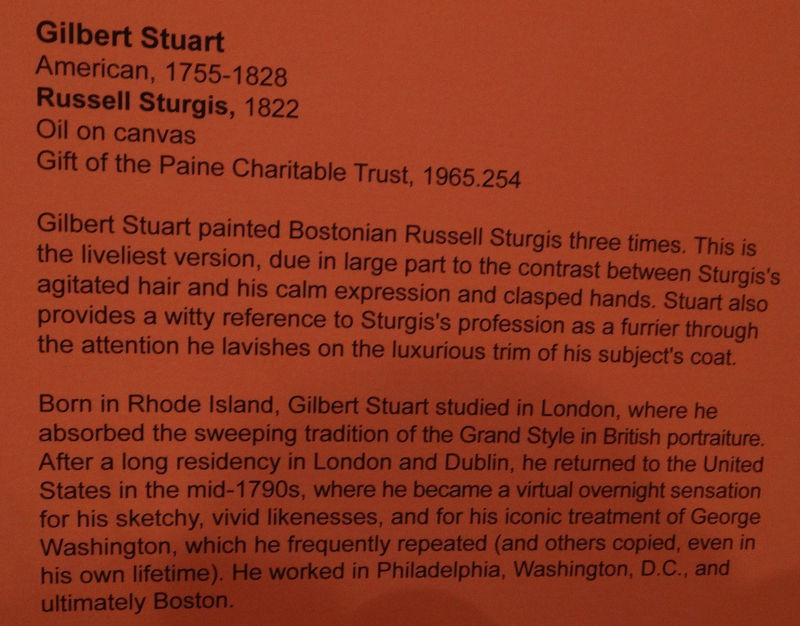 Gilbert Stuart
American, 1755-1828
Russell Sturgis, 1822
Oil on canvas
Gift of the Paine Charitable Trust, 1965.254
Gilbert Stuart painted Bostonian Russell Sturgis three times. This is
the liveliest version, due in large part to the contrast between Sturgis's
agitated hair and his calm expression and clasped hands. Stuart also
provides a witty reference to Sturgis's profession as a furrier through
the attention he lavishes on the luxurious trim of his subject's coat.
Born in Rhode Island, Gilbert Stuart studied in London, where he
absorbed the sweeping tradition of the Grand Style in British portraiture.
After a long residency in London and Dublin, he returned to the United
States in the mid-1790s, where he became a virtual overnight sensation
for his sketchy, vivid likenesses, and for his iconic treatment of George
Washington, which he frequently repeated (and others copied, even in
his own lifetime). He worked in Philadelphia, Washington, D.C., and
ultimately Boston.